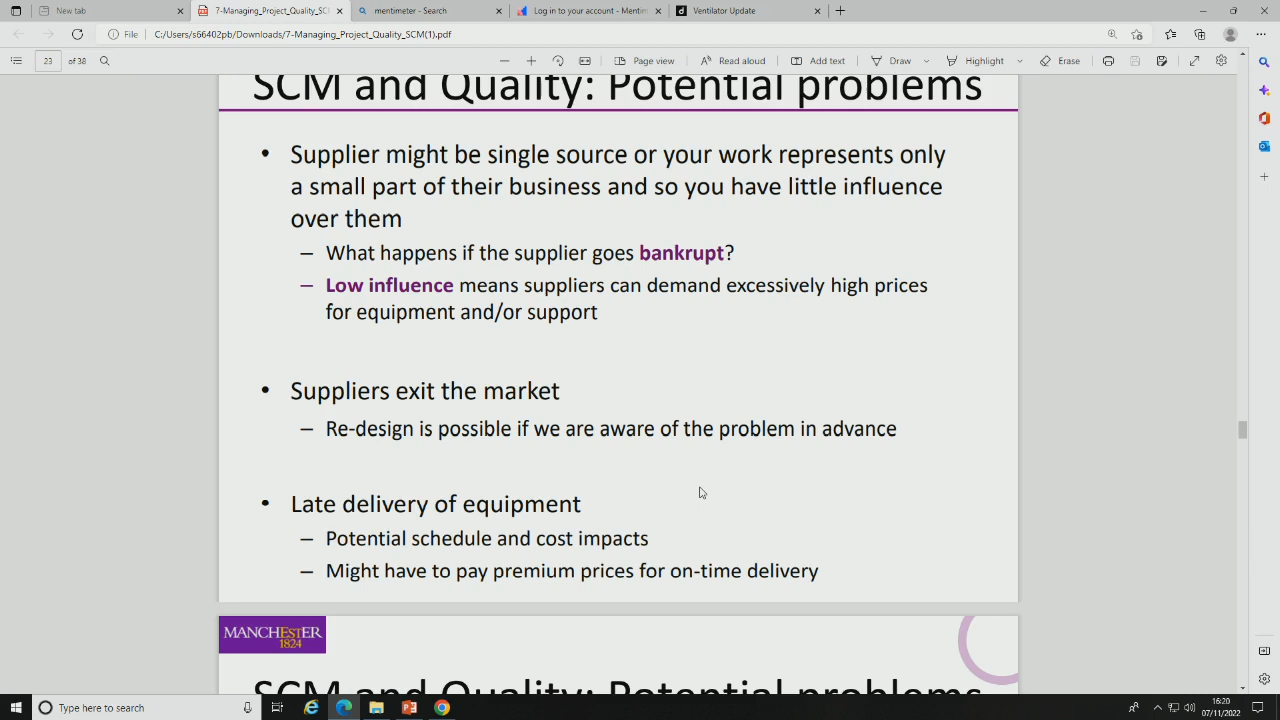 New tab
7-Managing_Project_Quality_SC
mentimeter - Search
Log in to your account - Mentim
Ventilator Update
File
C:/Users/s66402pb/Downloads/7-Managing_Project_Quality_SCM(1).pdf
23 of 38
Page view
Read aloud
Add text
Draw
Highlight
Erase
SCM and Quality: Potential problems
• Supplier might be single source or your work represents only
a small part of their business and so you have little influence
over them
– What happens if the supplier goes bankrupt?
– Low influence means suppliers can demand excessively high prices
for equipment and/or support
• Suppliers exit the market
– Re-design is possible if we are aware of the problem in advance
• Late delivery of equipment
– Potential schedule and cost impacts
– Might have to pay premium prices for on-time delivery
MANCHESTER
1824
SCM and Quality: Potential problems
Type here to search
16:20
07/11/2022